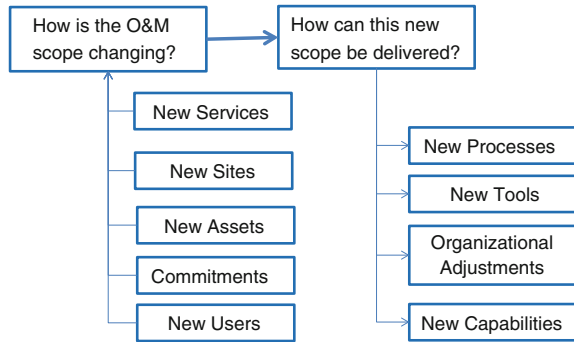 How is the O&M
scope changing?
How can this new
scope be delivered?
New Services
New Sites
New Assets
Commitments
New Users
New Processes
New Tools
Organizational
Adjustments
New Capabilities